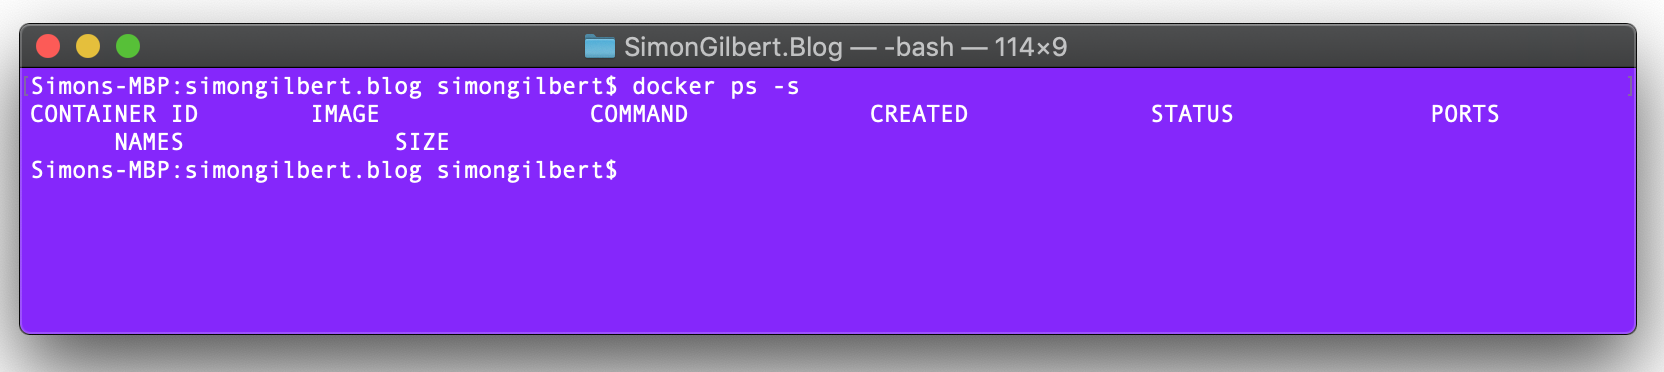 SimonGilbert.Blog — -bash — 114×9
[Simons-MBP:simongilbert.blog simongilbert$ docker ps -s ]
CONTAINER ID        IMAGE               COMMAND             CREATED             STATUS              PORTS
      NAMES               SIZE
Simons-MBP:simongilbert.blog simongilbert$